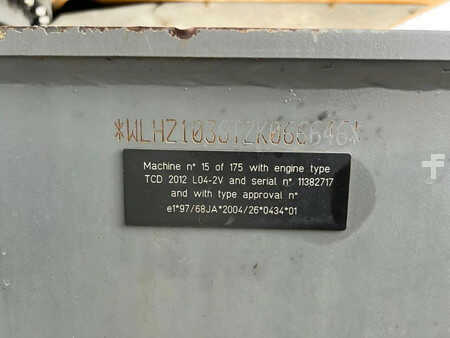 Machine n° 15 of 175 with engine type
TCD 2012 L04-2V and serial n° 11382717
and with type approval n°
e1*97/68JA*2004/26*0434*01
F